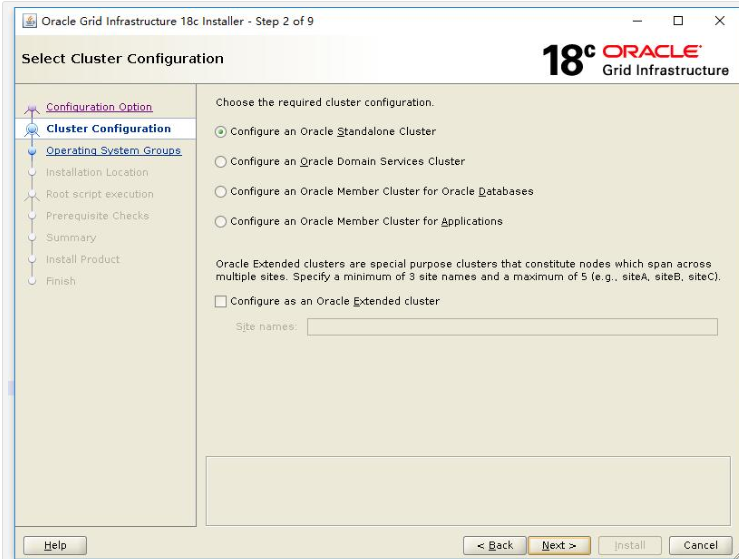 Oracle Grid Infrastructure 18c Installer - Step 2 of 9
Select Cluster Configuration
18c ORACLE
Grid Infrastructure
Configuration Option
Cluster Configuration
Operating System Groups
Installation Location
Root script execution
Prerequisite Checks
Summary
Install Product
Finish
Choose the required cluster configuration.
Configure an Oracle Standalone Cluster
Configure an Oracle Domain Services Cluster
Configure an Oracle Member Cluster for Oracle Databases
Configure an Oracle Member Cluster for Applications
Oracle Extended clusters are special purpose clusters that constitute nodes which span across
multiple sites. Specify a minimum of 3 site names and a maximum of 5 (e.g., siteA, siteB, siteC).
Configure as an Oracle Extended cluster
Site names:
Help
< Back
Next >
Install
Cancel